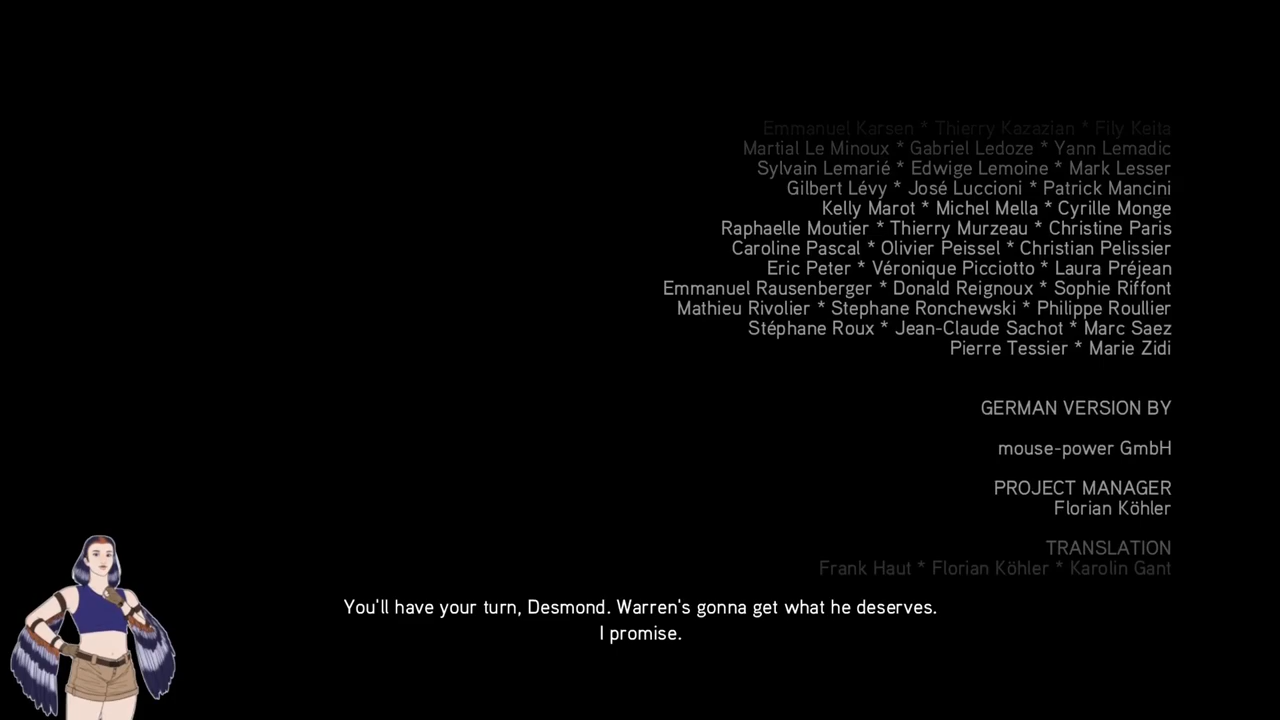 Emmanuel Karsen * Thierry Kazazian * Fily Keita
Martial Le Minoux * Gabriel Ledoze * Yann Lemadic
Sylvain Lemarié * Edwige Lemoine * Mark Lesser
Gilbert Lévy * José Luccioni * Patrick Mancini
Kelly Marot * Michel Mella * Cyrille Monge
Raphaelle Moutier * Thierry Murzeau * Christine Paris
Caroline Pascal * Olivier Peissel * Christian Pelissier
Eric Peter * Véronique Picciotto * Laura Préjean
Emmanuel Rausenberger * Donald Reignoux * Sophie Riffont
Mathieu Rivolier * Stephane Ronchewski * Philippe Roullier
Stéphane Roux * Jean-Claude Sachot * Marc Saez
Pierre Tessier * Marie Zidi
GERMAN VERSION BY
mouse-power GmbH
PROJECT MANAGER
Florian Köhler
TRANSLATION
Frank Haut * Florian Köhler * Karolin Gant
You'll have your turn, Desmond. Warren's gonna get what he deserves.
I promise.